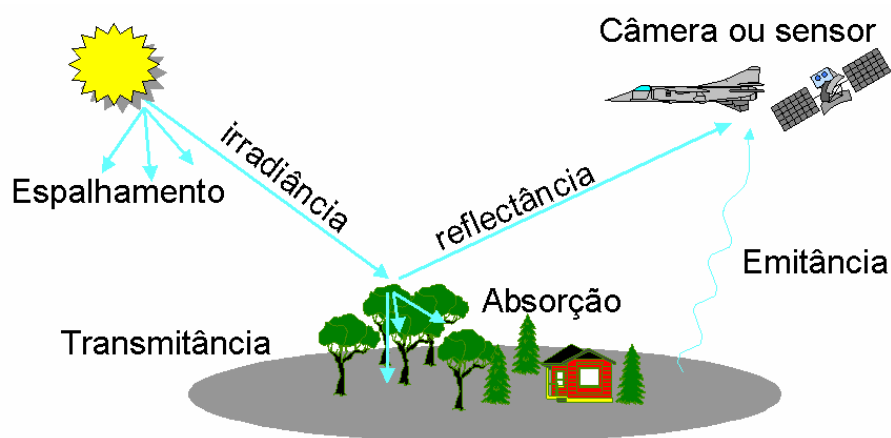 Câmera ou sensor
irradiância
Espalhamento
reflectância
Emitância
Absorção
Transmitância